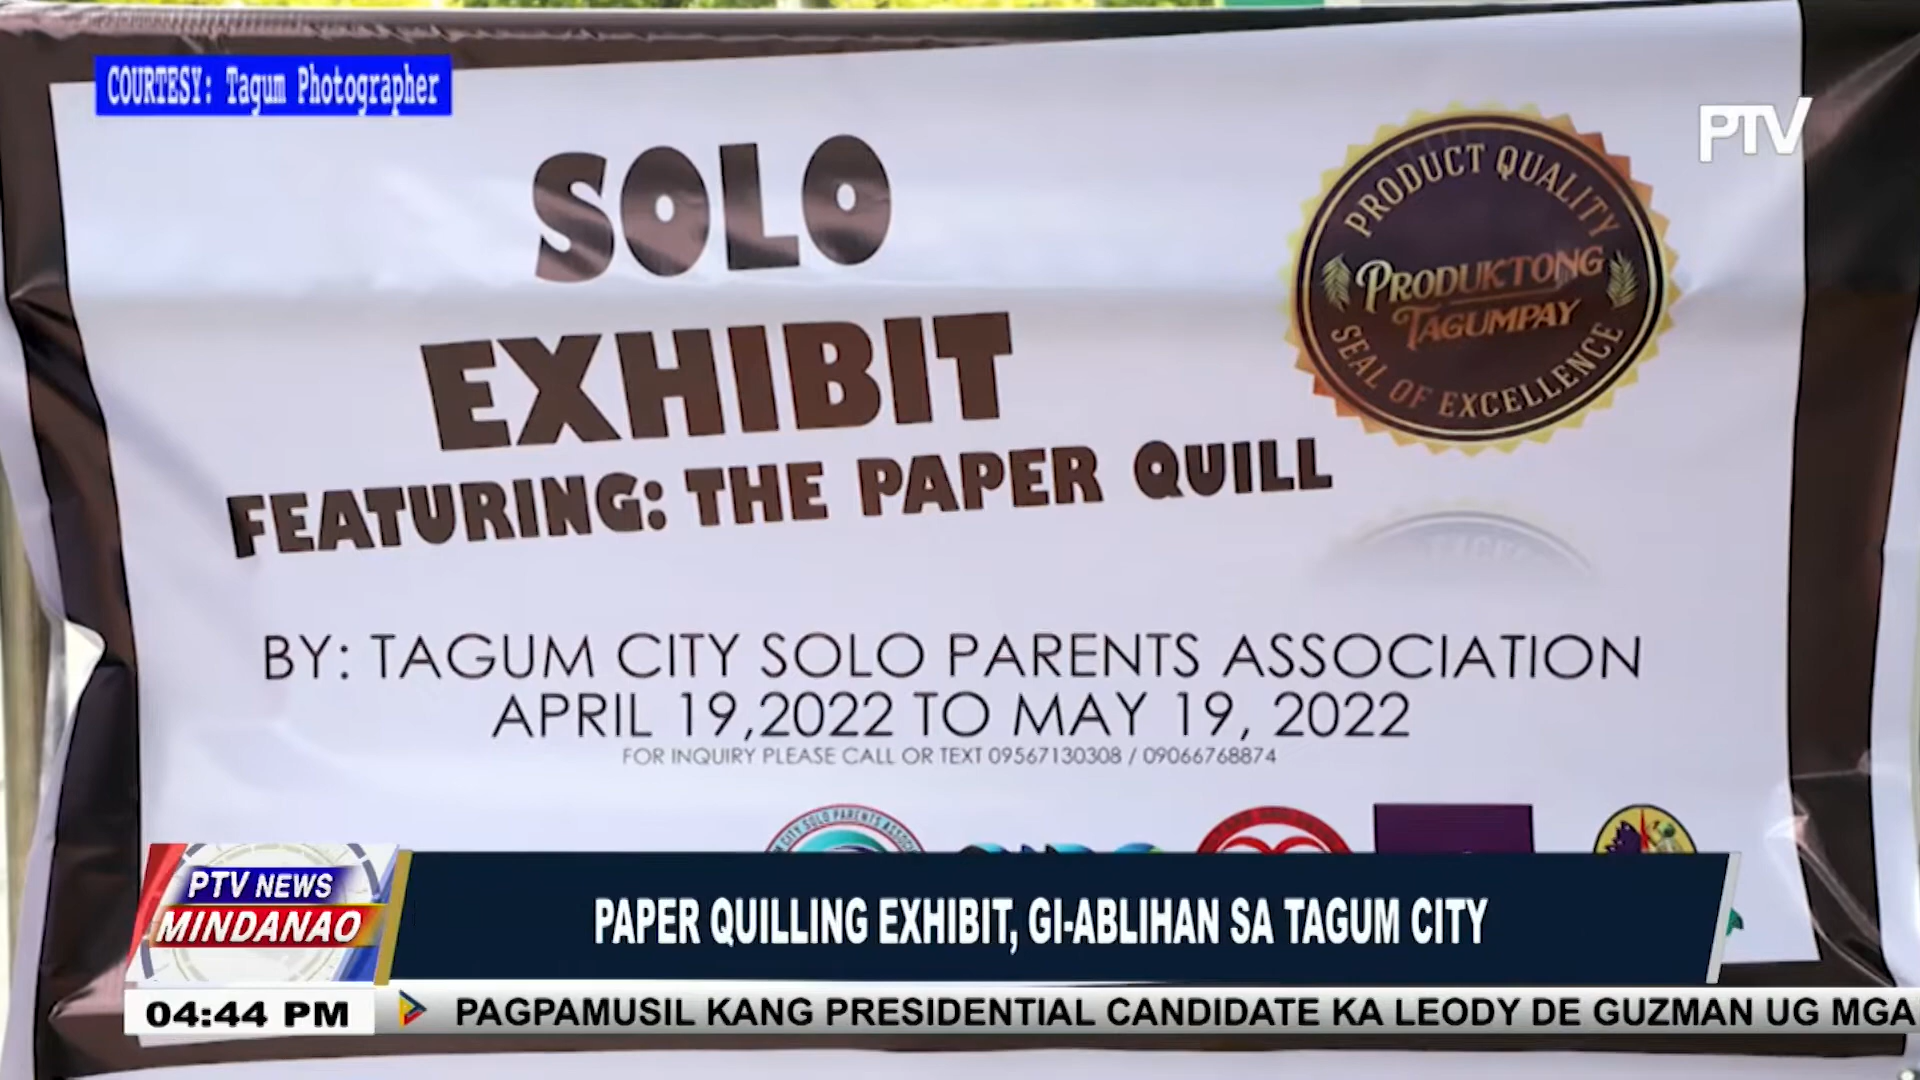 COURTESY: Tagum Photographer
PTV
SOLO
EXHIBIT
FEATURING: THE PAPER QUILL
PRODUCT QUALITY
PRODUKTONG
TAGUMPAY
SEAL OF EXCELLENCE
BY: TAGUM CITY SOLO PARENTS ASSOCIATION
APRIL 19,2022 TO MAY 19, 2022
FOR INQUIRY PLEASE CALL OR TEXT 09567130308 / 09066768874
CITY SOLO PARENTS
PTV NEWS
MINDANAO
PAPER QUILLING EXHIBIT, GI-ABLIHAN SA TAGUM CITY
04:44 PM
PAGPAMUSIL KANG PRESIDENTIAL CANDIDATE KA LEODY DE GUZMAN UG MGA